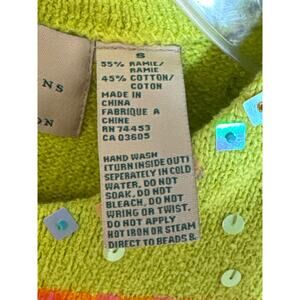 S
55% RAMIE/
RAMIE
45% COTTON/
COTON
MADE IN
CHINA
FABRIQUE A
CHINE
RN 74453
CA 03605
HAND WASH
(TURN INSIDE OUT)
SEPERATELY IN COLD
WATER, DO NOT
SOAK, DO NOT
BLEACH, DO NOT
WRING OR TWIST.
DO NOT APPLY
HOT IRON OR STEAM
DIRECT TO BEADS &
NS
ON